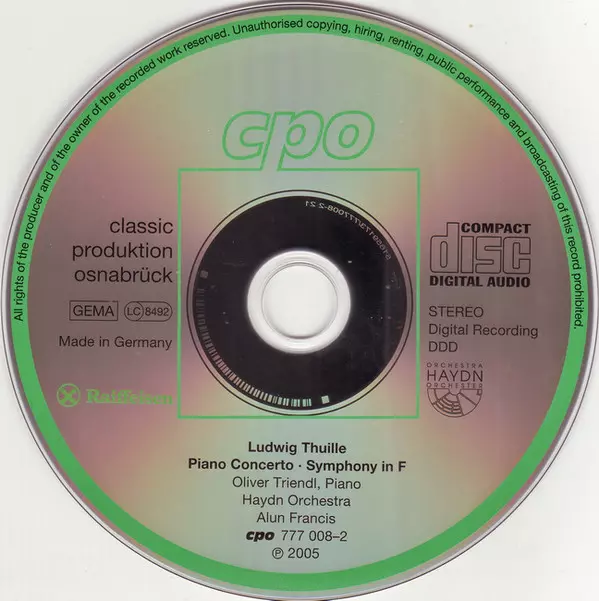 All rights of the producer and of the owner of the recorded work reserved. Unauthorised copying, hiring, renting, public performance and broadcasting of this record prohibited.
cpo
classic
produktion
osnabrück
GEMA LC 8492
Made in Germany
Raiffeisen
COMPACT
disc
DIGITAL AUDIO
STEREO
Digital Recording
DDD
ORCHESTRA
HAYDN
ORCHESTER
Ludwig Thuille
Piano Concerto · Symphony in F
Oliver Triendl, Piano
Haydn Orchestra
Alun Francis
cpo 777 008–2
℗ 2005